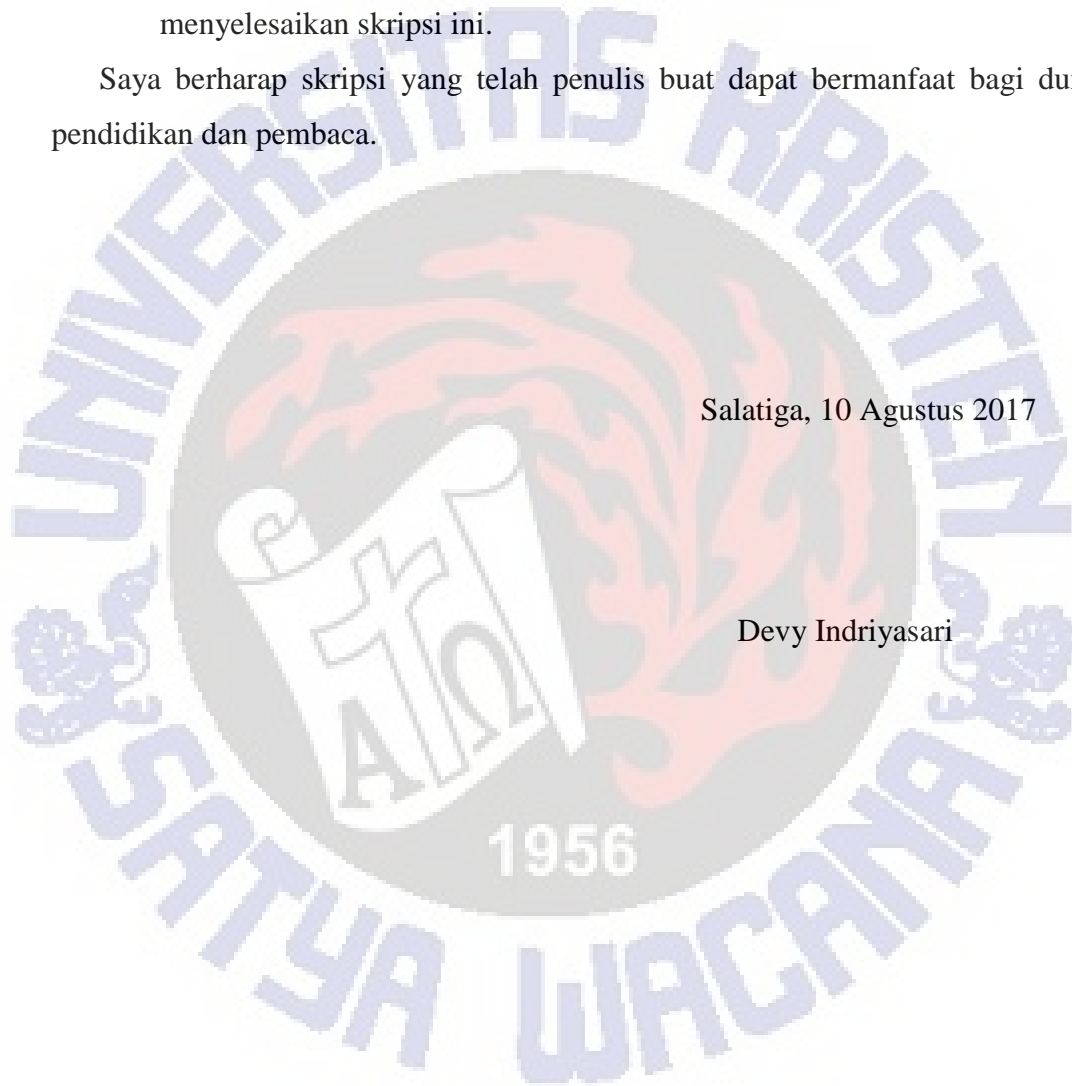 menyelesaikan skripsi ini.
Saya berharap skripsi yang telah penulis buat dapat bermanfaat bagi
pendidikan dan pembaca.
Salatiga, 10 Agustus 2017
Devy Indriyasari
UNIVERSITAS KRISTEN
SATYA WACANA
Α Ω
1956